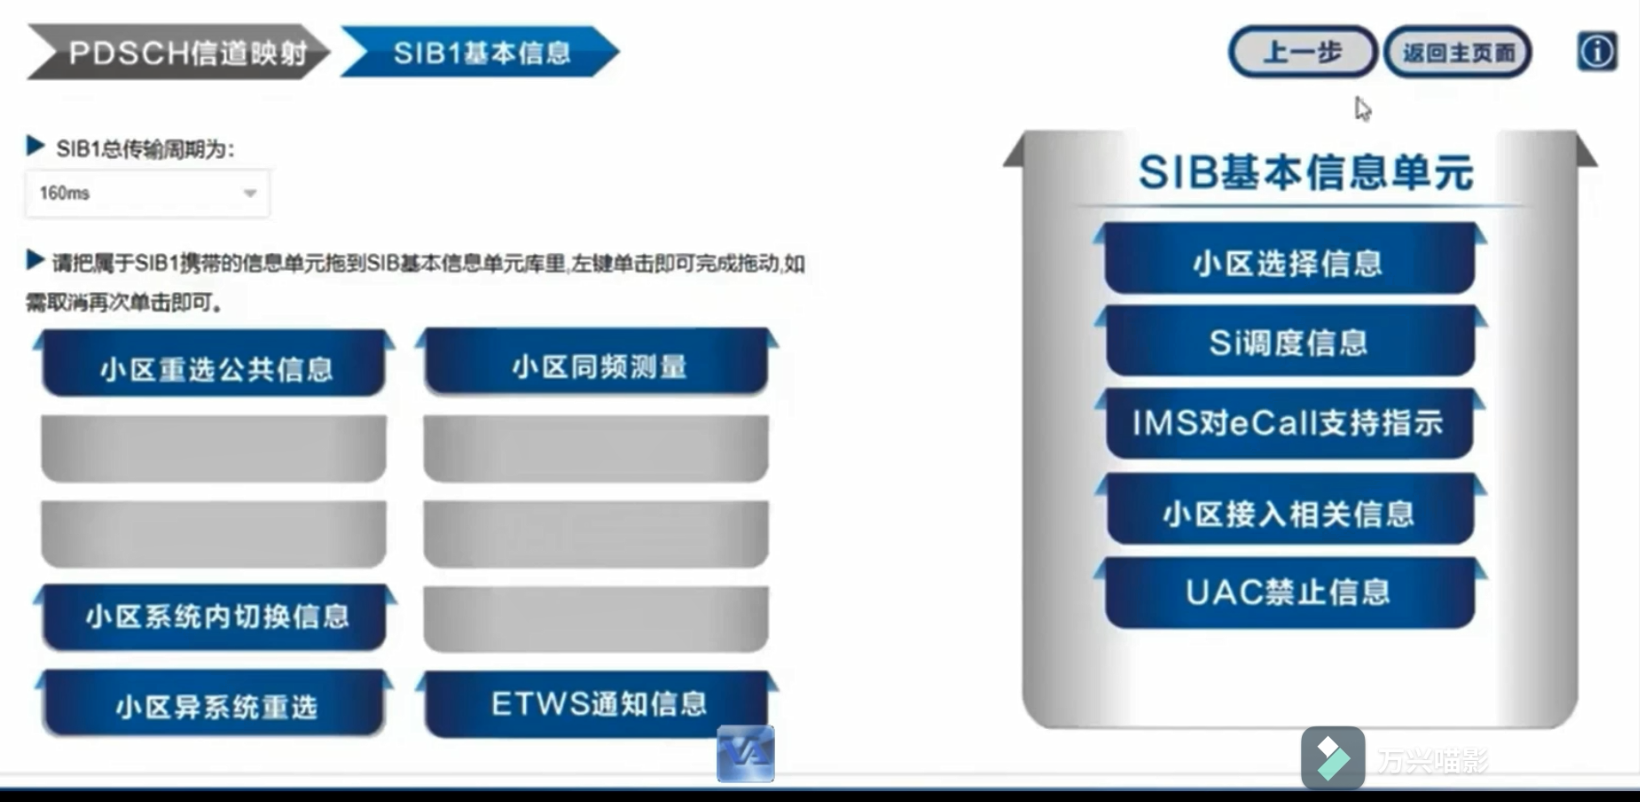 PDSCH信道映射
SIB1基本信息
上一步
返回主页面
SIB1总传输周期为:
160ms
请把属于SIB1携带的信息单元拖到SIB基本信息单元库里,左键单击即可完成拖动,如
需取消再次单击即可。
小区重选公共信息
小区同频测量
小区系统内切换信息
小区异系统重选
ETWS通知信息
SIB基本信息单元
小区选择信息
Si调度信息
IMS对eCall支持指示
小区接入相关信息
UAC禁止信息
VA
万兴喵影